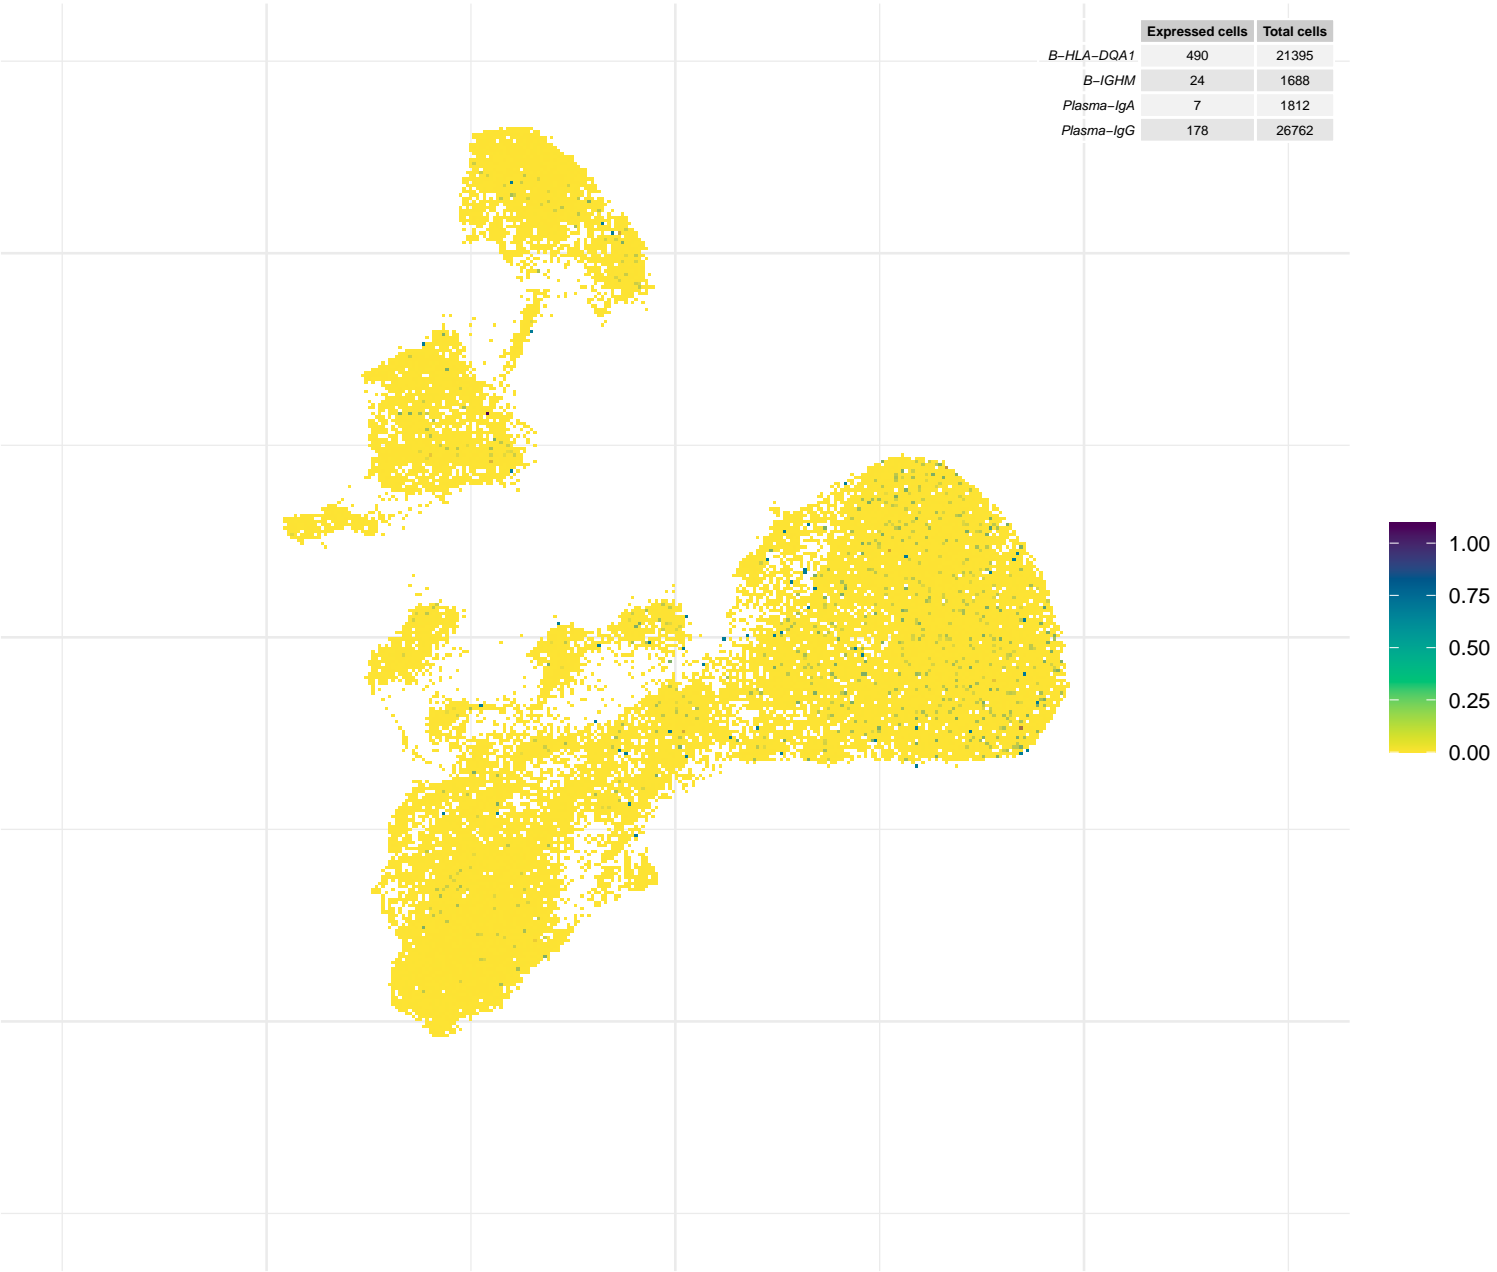 Expressed cells Total cells
B−HLA−DQA1 490 21395
B−IGHM 24 1688
Plasma−IgA 7 1812
Plasma−IgG 178 26762
1.00
0.75
0.50
0.25
0.00